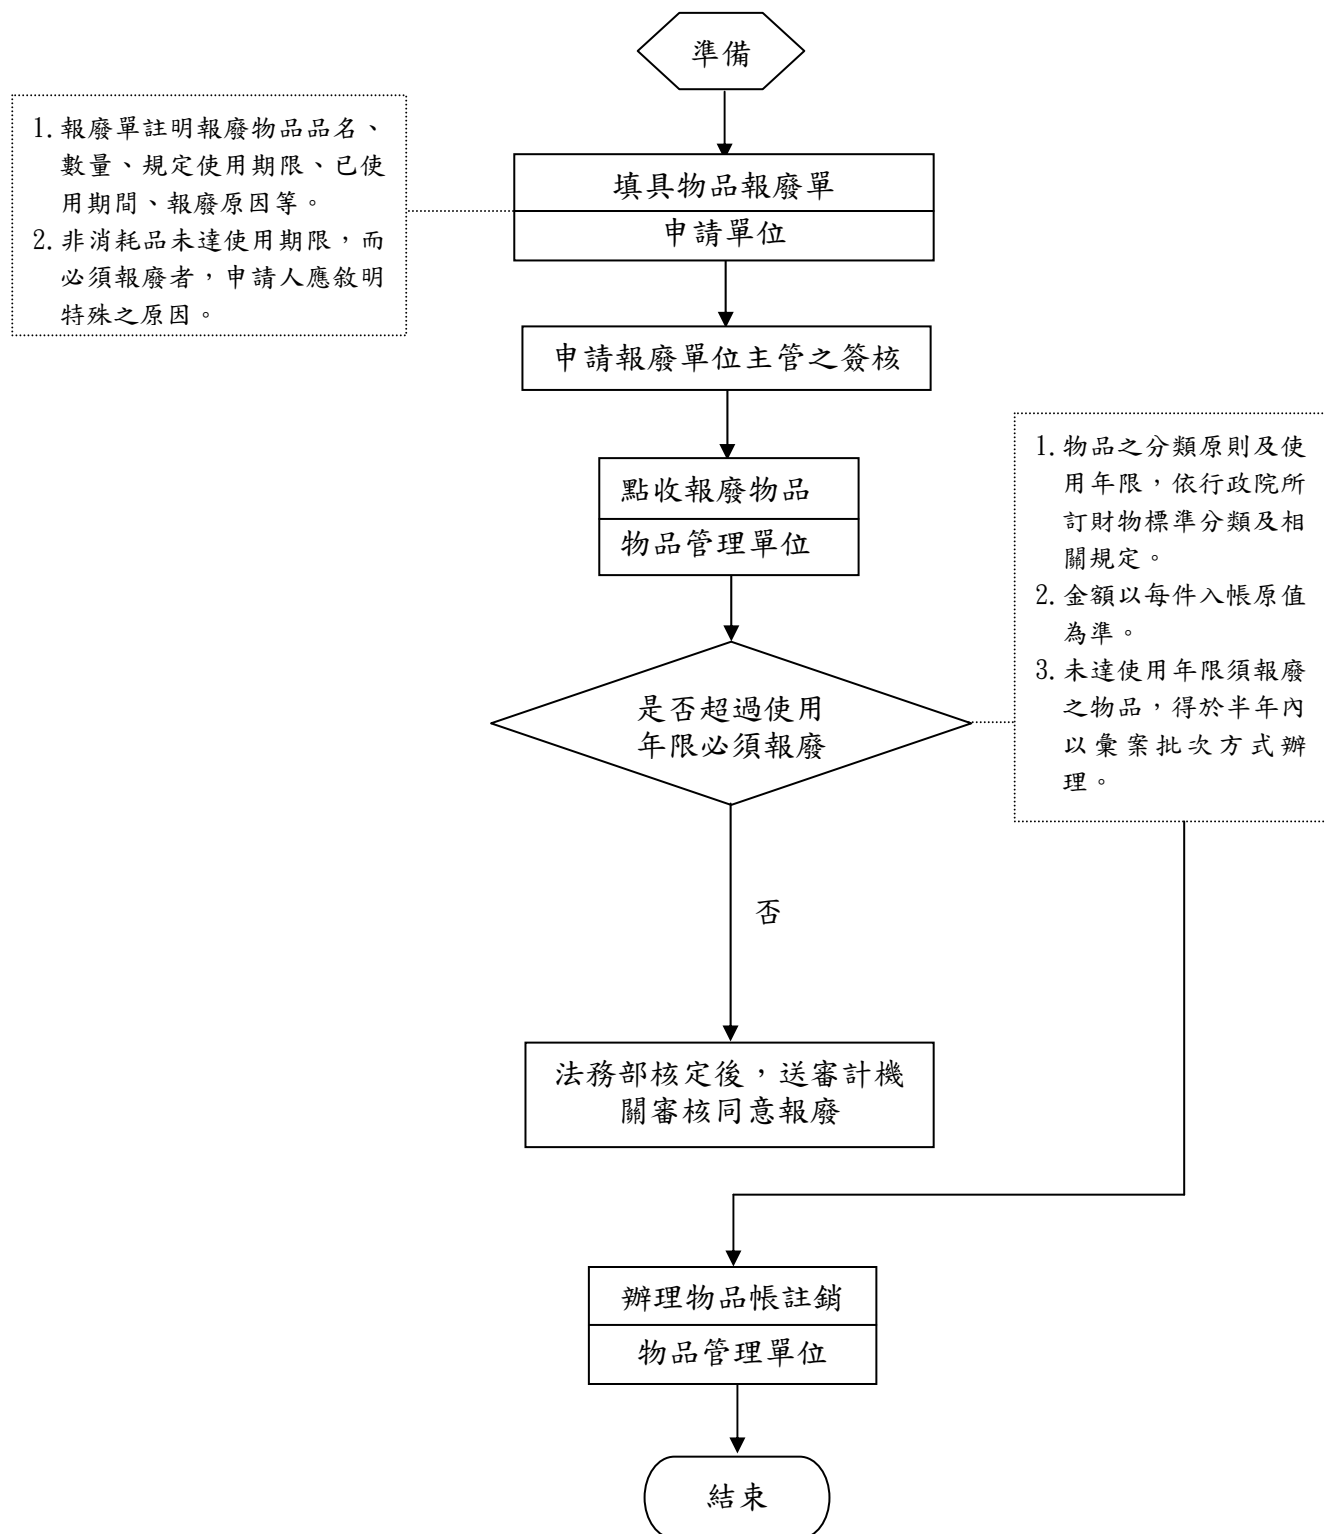 準備
1. 報廢單註明報廢物品品名、
數量、規定使用期限、已使
用期間、報廢原因等。
2. 非消耗品未達使用期限，而
必須報廢者，申請人應敘明
特殊之原因。
填具物品報廢單
申請單位
申請報廢單位主管之簽核
點收報廢物品
物品管理單位
1. 物品之分類原則及使
用年限，依行政院所
訂財物標準分類及相
關規定。
2. 金額以每件入帳原值
為準。
3. 未達使用年限須報廢
之物品，得於半年內
以彙案批次方式辦
理。
是否超過使用
年限必須報廢
否
法務部核定後，送審計機
關審核同意報廢
辦理物品帳註銷
物品管理單位
結束